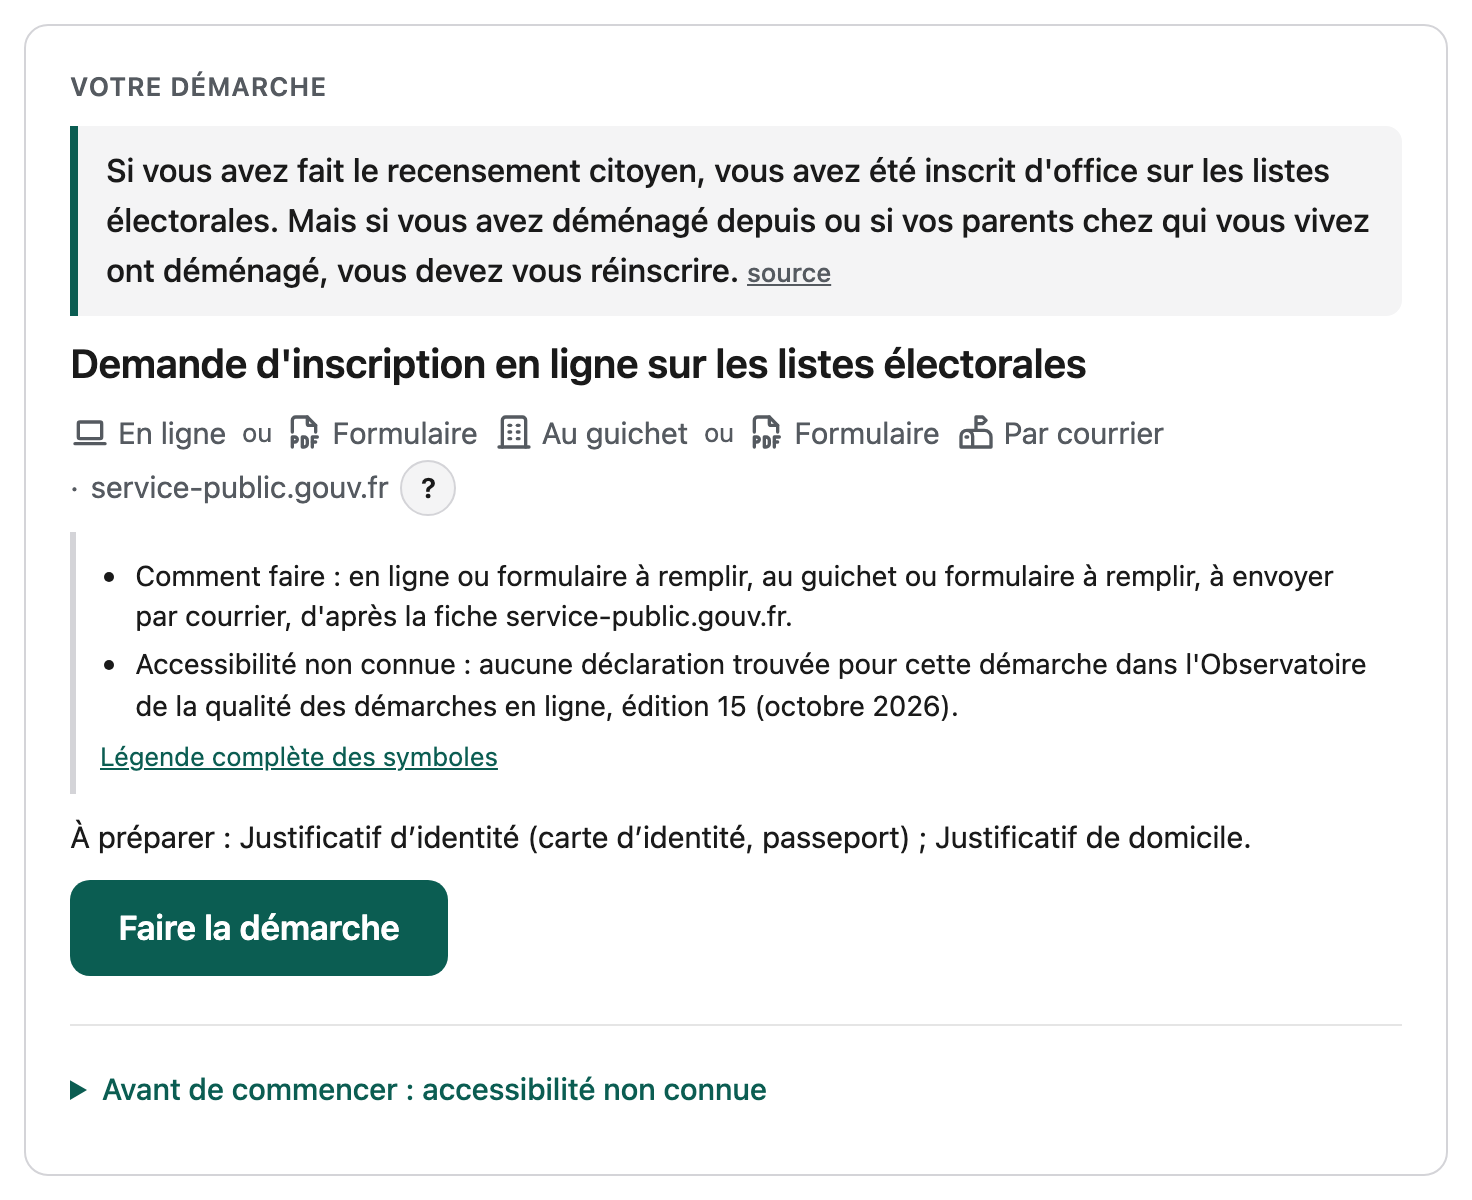 VOTRE DÉMARCHE
Si vous avez fait le recensement citoyen, vous avez été inscrit d'office sur les listes
électorales. Mais si vous avez déménagé depuis ou si vos parents chez qui vous vivez
ont déménagé, vous devez vous réinscrire. source
Demande d'inscription en ligne sur les listes électorales
En ligne ou PDF Formulaire Au guichet ou PDF Formulaire Par courrier
· service-public.gouv.fr ?
• Comment faire : en ligne ou formulaire à remplir, au guichet ou formulaire à remplir, à envoyer
par courrier, d'après la fiche service-public.gouv.fr.
• Accessibilité non connue : aucune déclaration trouvée pour cette démarche dans l'Observatoire
de la qualité des démarches en ligne, édition 15 (octobre 2026).
Légende complète des symboles
À préparer : Justificatif d’identité (carte d’identité, passeport) ; Justificatif de domicile.
Faire la démarche
▶ Avant de commencer : accessibilité non connue